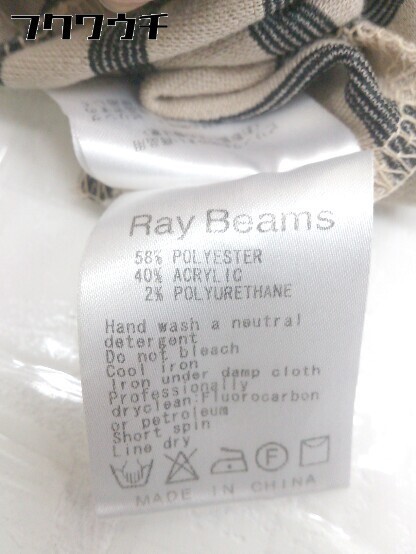 フクワウチ
Ray Beams
58% POLYESTER
40% ACRYLIC
2% POLYURETHANE
Hand wash a neutral
detergent
Do not bleach
Cool iron
Iron under damp cloth
Professionally
dryclean:Fluorocarbon
or petroleum
Short spin
Line dry
F
MADE IN CHINA